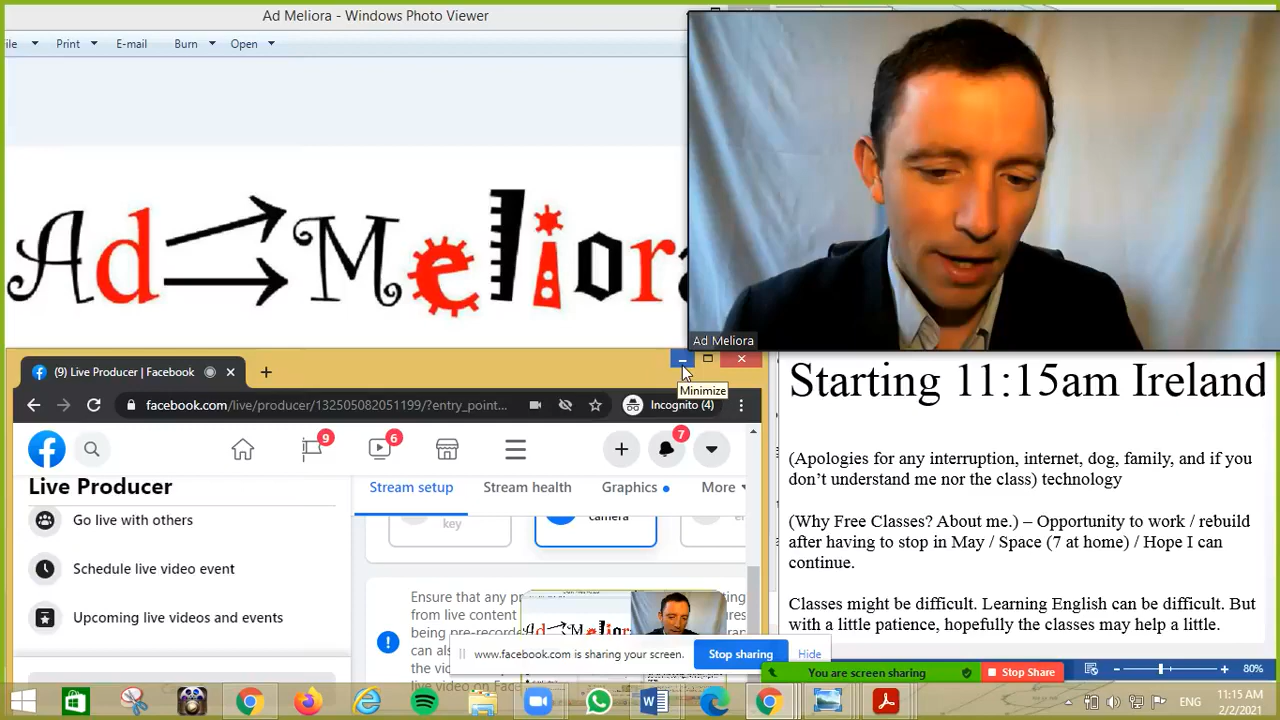 Ad Meliora - Windows Photo Viewer
Print
E-mail
Burn
Open
Ad Meliora
Ad Meliora
(9) Live Producer | Facebook
Minimize
facebook.com/live/producer/132505082051199/?entry_point...
Incognito (4)
9
6
7
Live Producer
Go live with others
Schedule live video event
Upcoming live videos and events
Stream setup
Stream health
Graphics
More
key
camera
Ensure that any
from live content
being pre-recor
can als
the vid
live video on Fac
www.facebook.com is sharing your screen.
Stop sharing
Hide
Starting 11:15am Ireland
(Apologies for any interruption, internet, dog, family, and if you
don't understand me nor the class) technology
(Why Free Classes? About me.) – Opportunity to work / rebuild
after having to stop in May / Space (7 at home) / Hope I can
continue.
Classes might be difficult. Learning English can be difficult. But
with a little patience, hopefully the classes may help a little.
You are screen sharing
Stop Share
80%
ENG
11:15 AM
2/2/2021